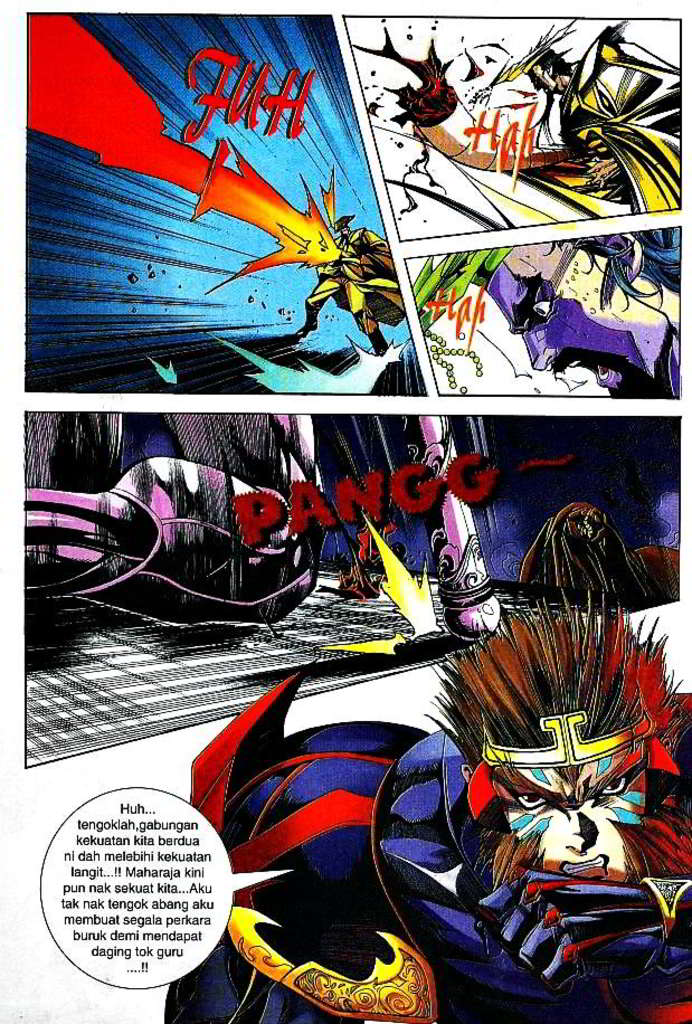 FUH
Hah
Hah
PANGG
Huh...
tengoklah,gabungan
kekuatan kita berdua
ni dah melebihi kekuatan
langit...!! Maharaja kini
pun nak sekuat kita...Aku
tak nak tengok abang aku
membuat segala perkara
buruk demi mendapat
daging tok guru
....!!